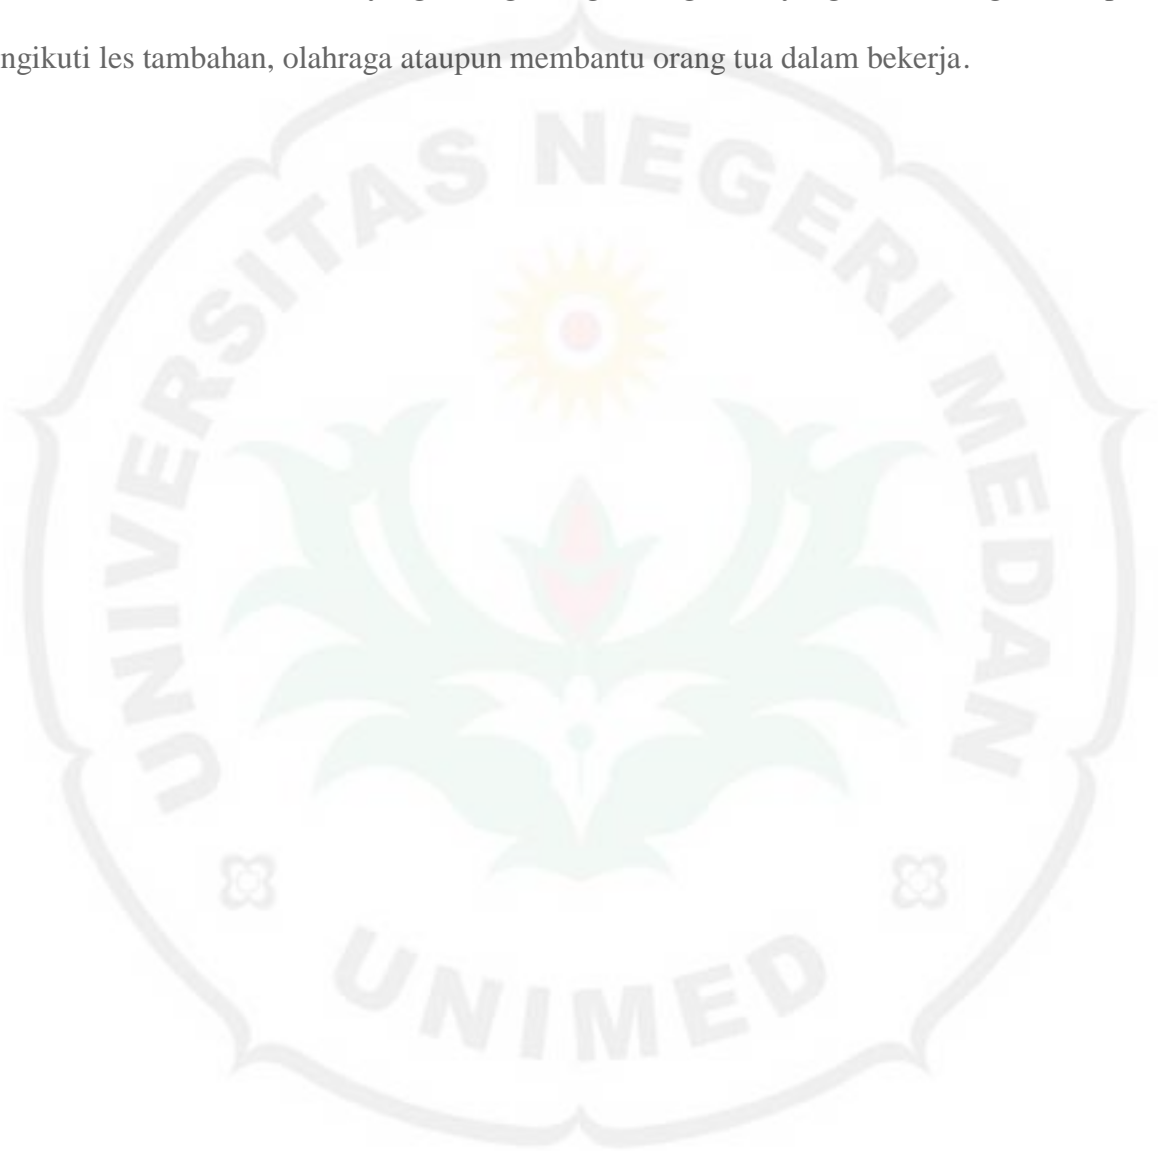 ngikuti les tambahan, olahraga ataupun membantu orang tua dalam bekerja.
UNIVERSITAS NEGERI MEDAN
UNIMED